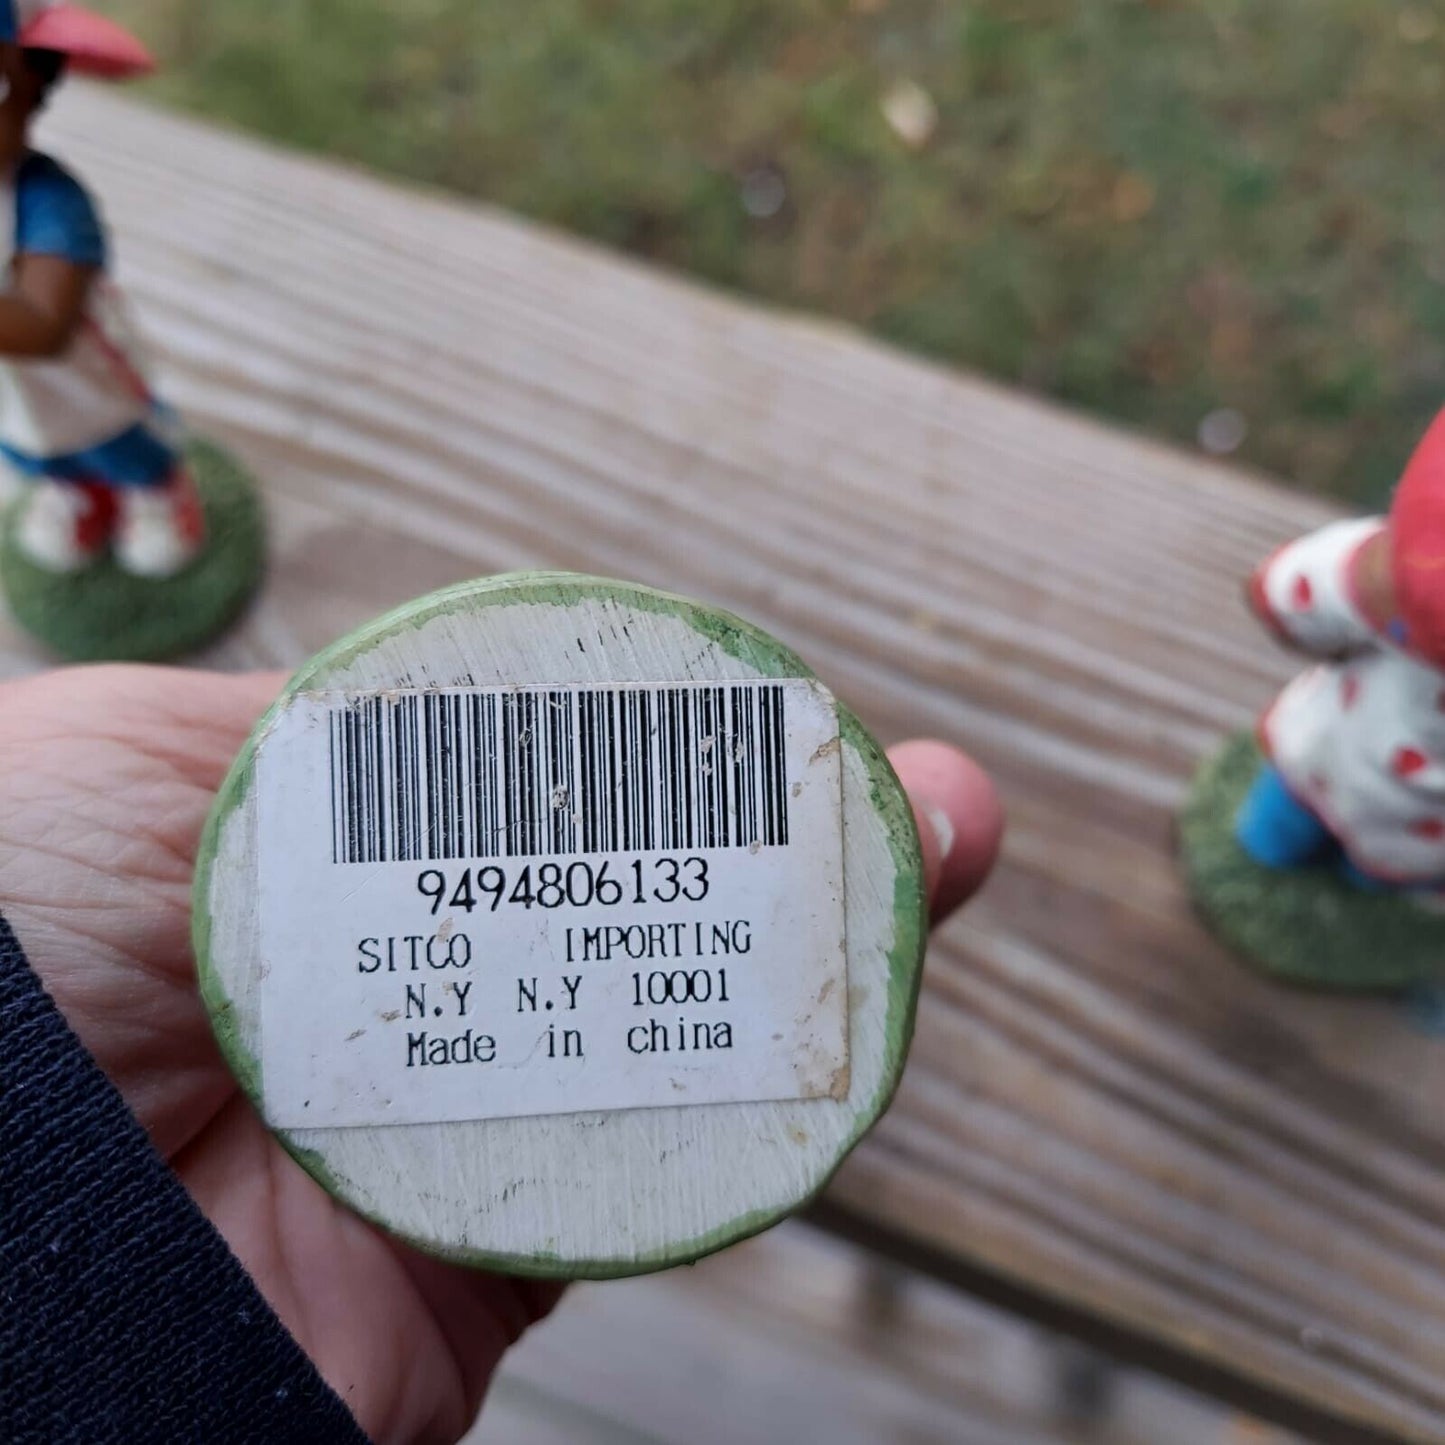 9494806133
SITCO IMPORTING
N.Y N.Y 10001
Made in china